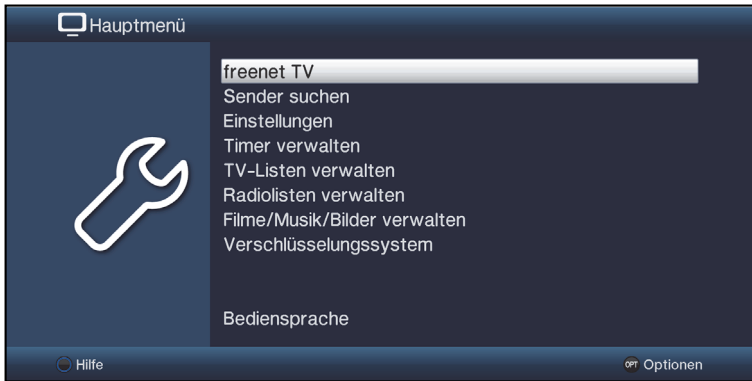 Hauptmenü
freenet TV
Sender suchen
Einstellungen
Timer verwalten
TV-Listen verwalten
Radiolisten verwalten
Filme/Musik/Bilder verwalten
Verschlüsselungssystem
Bediensprache
Hilfe
OPT Optionen